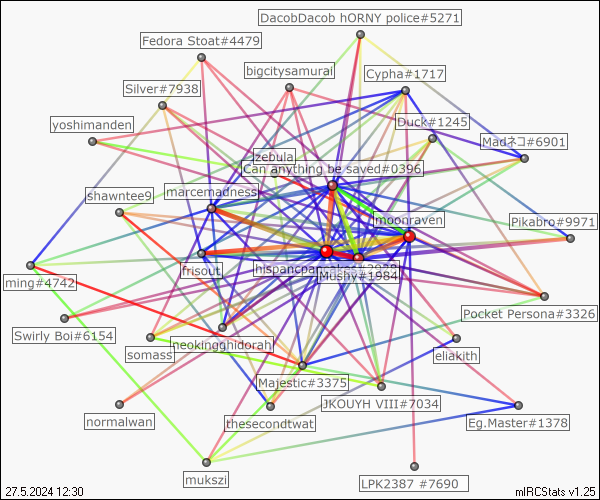 DacobDacob hORNY police#5271
Fedora Stoat#4479
bigcitysamurai
Cypha#1717
Silver#7938
Duck#1245
yoshimanden
Madネコ#6901
zebula
Can anything be saved#0396
marcemadness
shawntee9
moonraven
Pikabro#9971
frisout
hispancpa
Mushy#1984
ming#4742
Pocket Persona#3326
Swirly Boi#6154
neokingghidorah
somass
eliakjth
Majestic#3375
JKOUYH VIII#7034
normalwan
thesecondtwat
Eg.Master#1378
mukszi
LPK2387 #7690
27.5.2024 12:30
mIRCStats v1.25